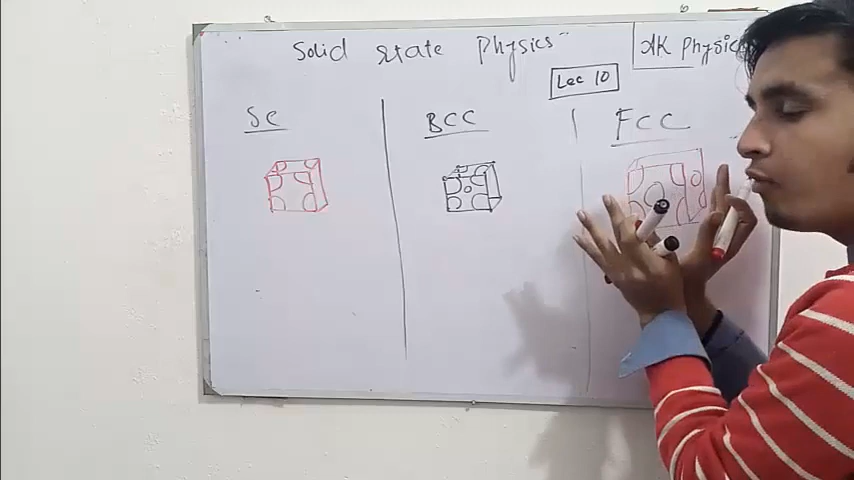 Solid state Physics
AK Physics
Lec 10
SC
BCC
FCC